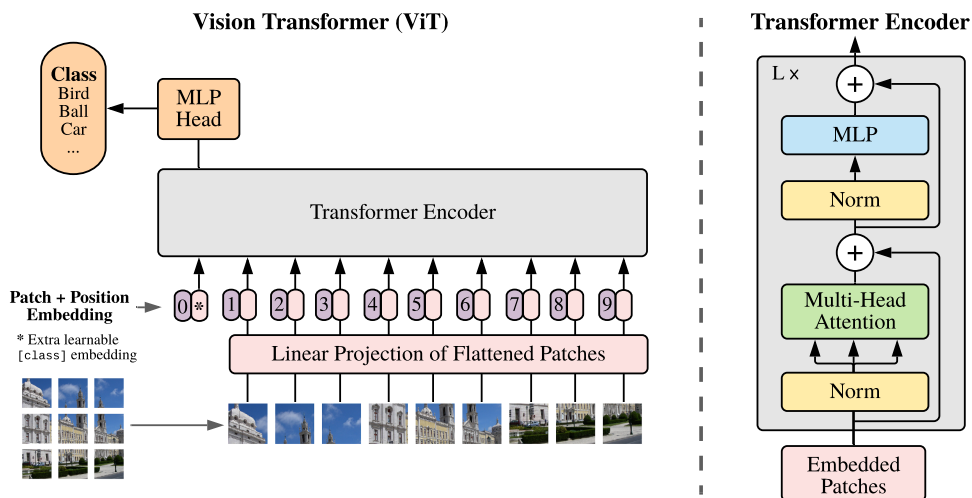 Vision Transformer (ViT)
Class
Bird
Ball
Car
...
MLP
Head
Transformer Encoder
Patch + Position
Embedding
0 * 1 2 3 4 5 6 7 8 9
* Extra learnable
[class] embedding
Linear Projection of Flattened Patches
Transformer Encoder
L ×
+
MLP
Norm
+
Multi-Head
Attention
Norm
Embedded
Patches